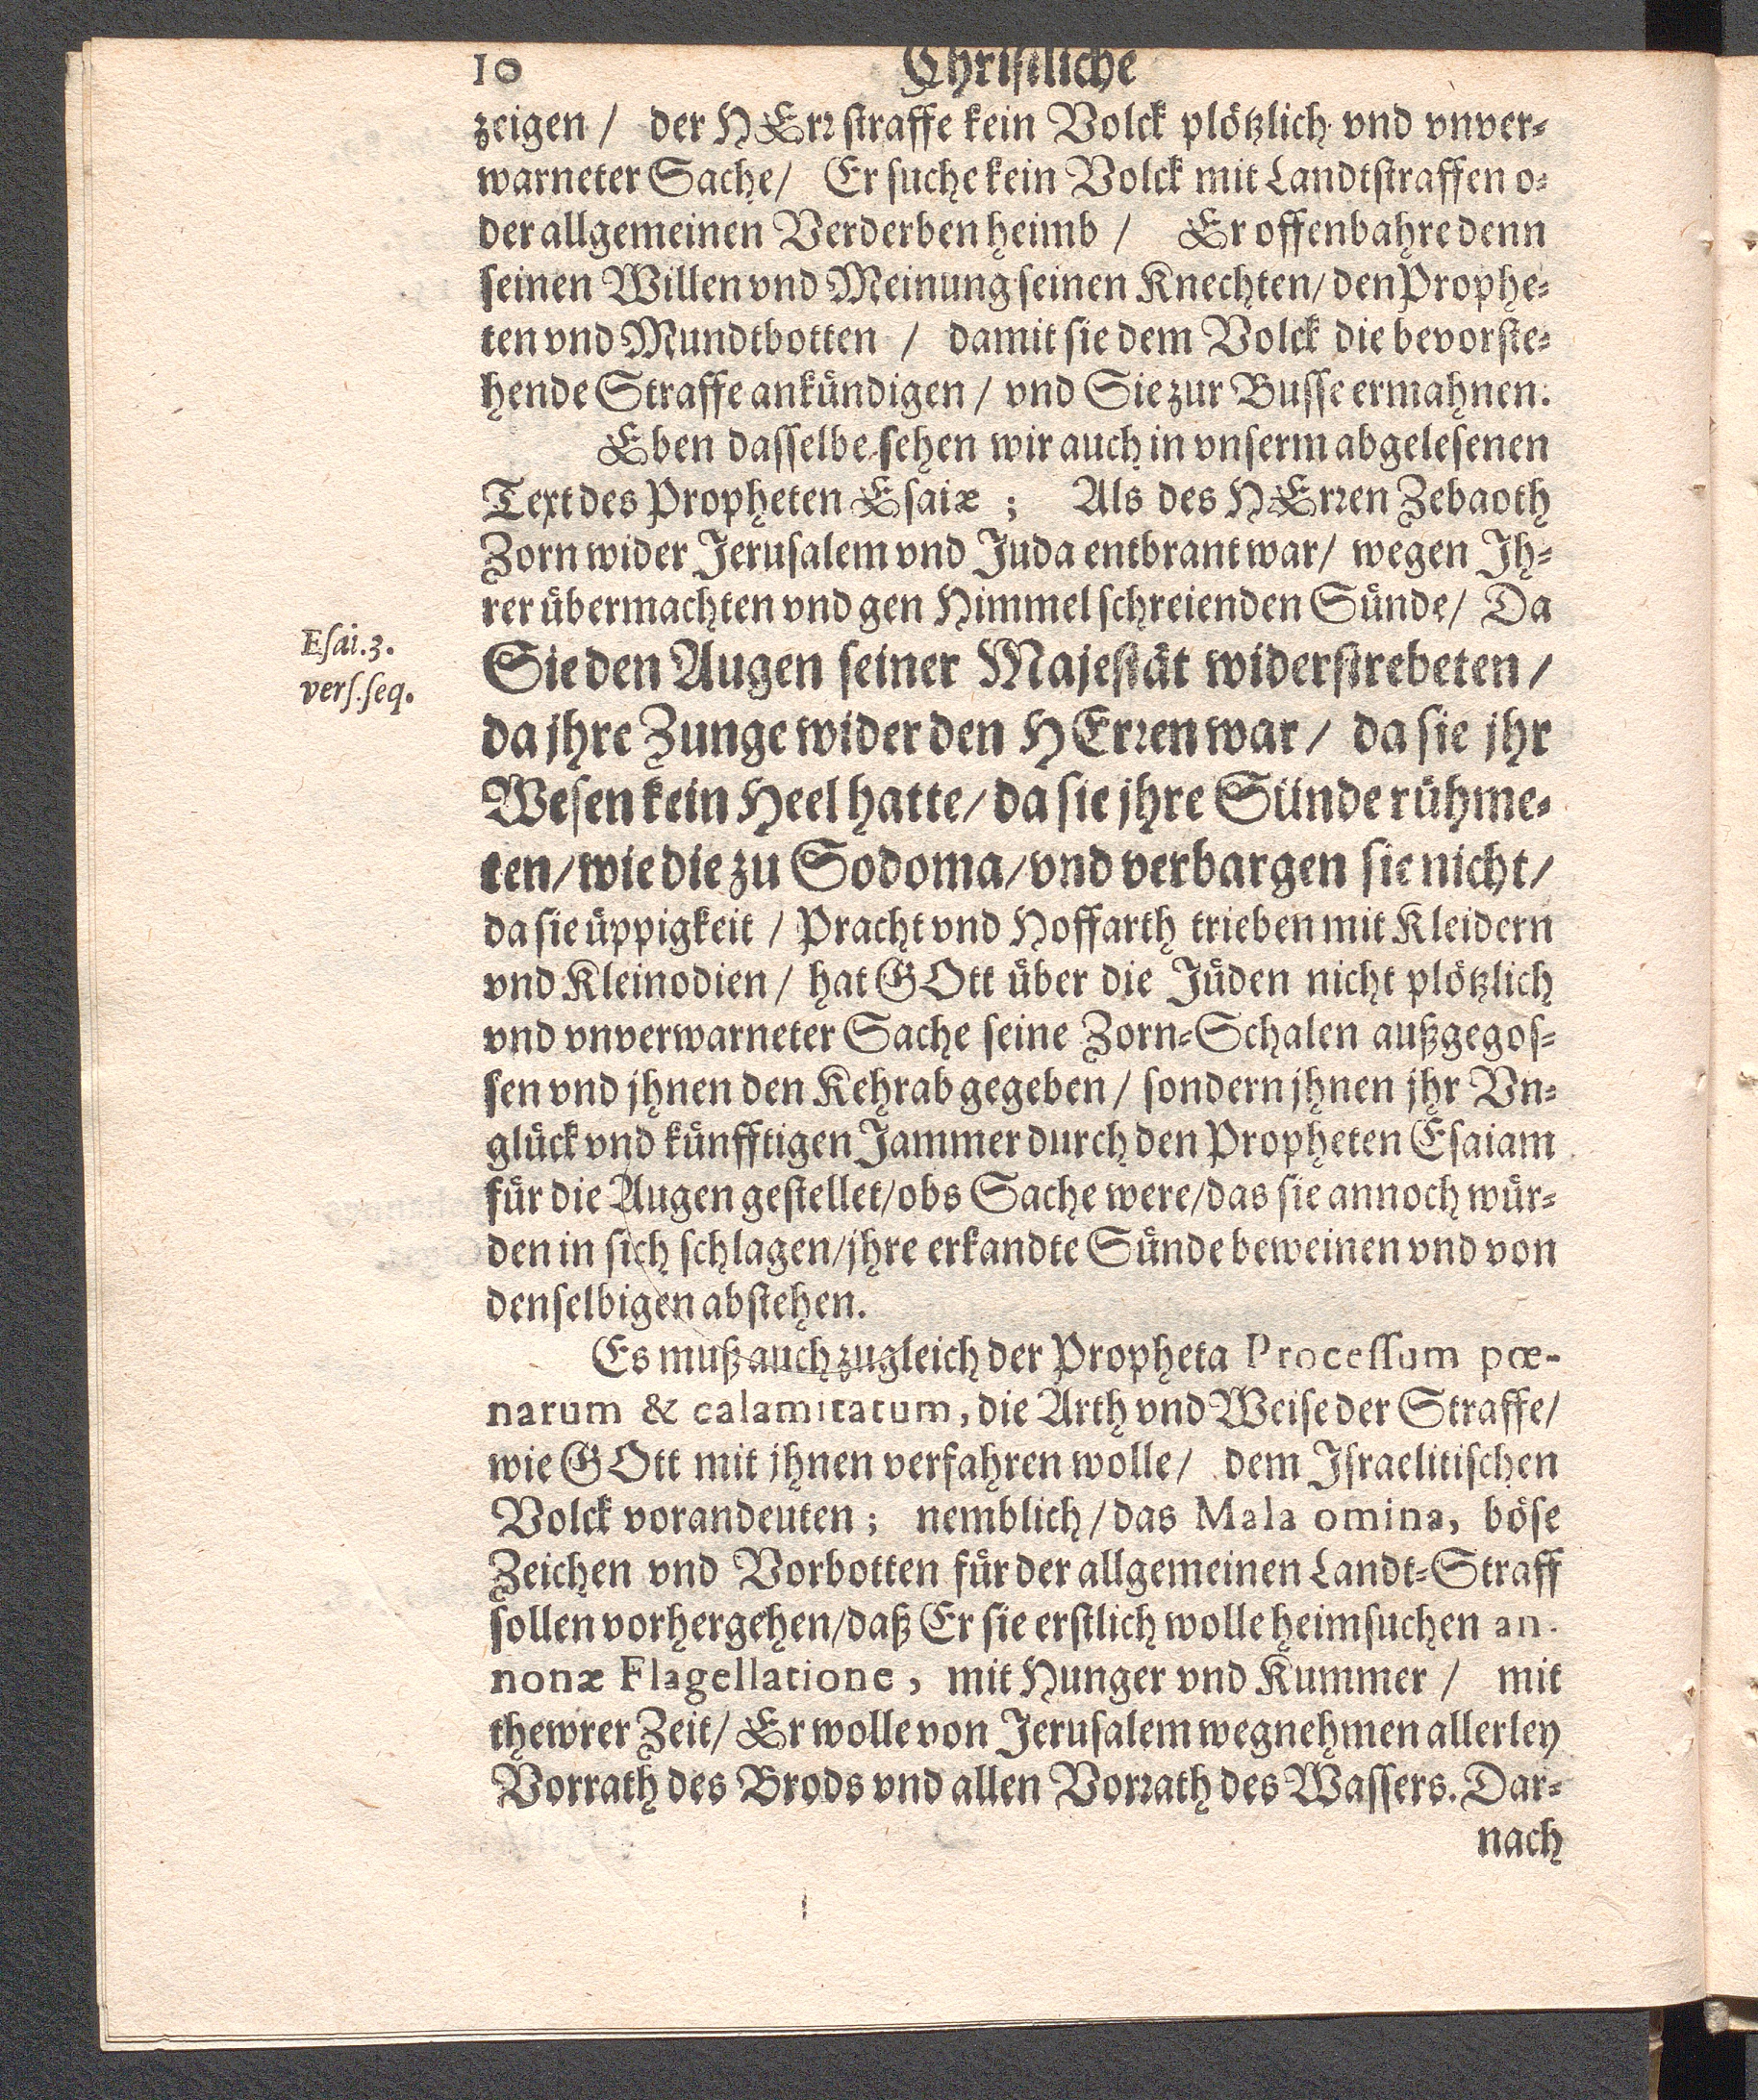 10 Christliche
zeigen / der HErr straffe kein Volck plötzlich vnd vnver-
warneter Sache/ Er suche kein Volck mit Landtstraffen o-
der allgemeinen Verderben heimb / Er offenbahre denn
seinen Willen vnd Meinung seinen Knechten/ den Prophe-
ten vnd Mundtbotten / damit sie dem Volck die bevorste-
hende Straffe ankündigen/ vnd Sie zur Busse ermahnen.
Eben dasselbe sehen wir auch in vnserm abgelesenen
Text des Propheten Esaiæ ; Als des HErren Zebaoth
Zorn wider Jerusalem vnd Juda entbrant war/ wegen Jh-
rer übermachten vnd gen Himmel schreienden Sünde/ Da
Esai. 3.
vers. seq.
Sie den Augen seiner Majestät widerstrebeten /
da jhre Zunge wider den HErren war / da sie jhr
Wesen kein Heel hatte/ da sie jhre Sünde rühme-
ten/ wie die zu Sodoma/ vnd verbargen sie nicht/
da sie üppigkeit / Pracht vnd Hoffarth trieben mit Kleidern
vnd Kleinodien / hat GOtt über die Jüden nicht plötzlich
vnd vnverwarneter Sache seine Zorn-Schalen außgegos-
sen vnd jhnen den Kehrab gegeben / sondern jhnen jhr Vn-
glück vnd künfftigen Jammer durch den Propheten Esaiam
für die Augen gestellet/ obs Sache were/ das sie annoch wür-
den in sich schlagen/ jhre erkandte Sünde beweinen vnd von
denselbigen abstehen.
Es muß auch zugleich der Propheta Processum pœ-
narum & calamitatum, die Arth vnd Weise der Straffe/
wie GOtt mit jhnen verfahren wolle/ dem Israelitischen
Volck vorandeuten ; nemblich / das Mala omina, böse
Zeichen vnd Vorbotten für der allgemeinen Landt-Straff
sollen vorhergehen/ daß Er sie erstlich wolle heimsuchen an-
nonæ Flagellatione, mit Hunger vnd Kummer / mit
thewrer Zeit/ Er wolle von Jerusalem wegnehmen allerley
Vorrath des Brods vnd allen Vorrath des Wassers. Dar-
nach